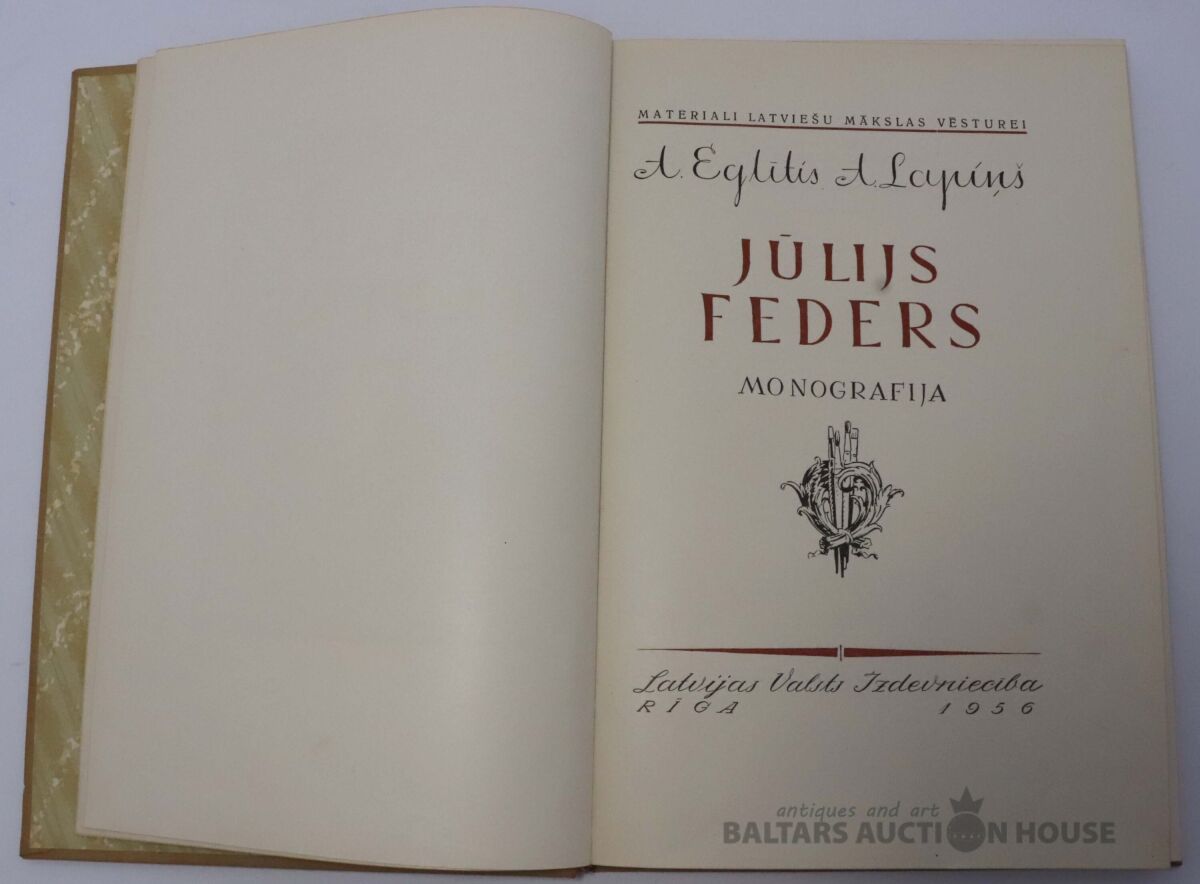 MATERIALI LATVIEŠU MĀKSLAS VĒSTUREI
A. Eglītis A. Lapiņš
JŪLIJS
FEDERS
MONOGRAFIJA
Latvijas Valsts Izdevniecība
RĪGA 1956
antiques and art
BALTARS AUCTION HOUSE